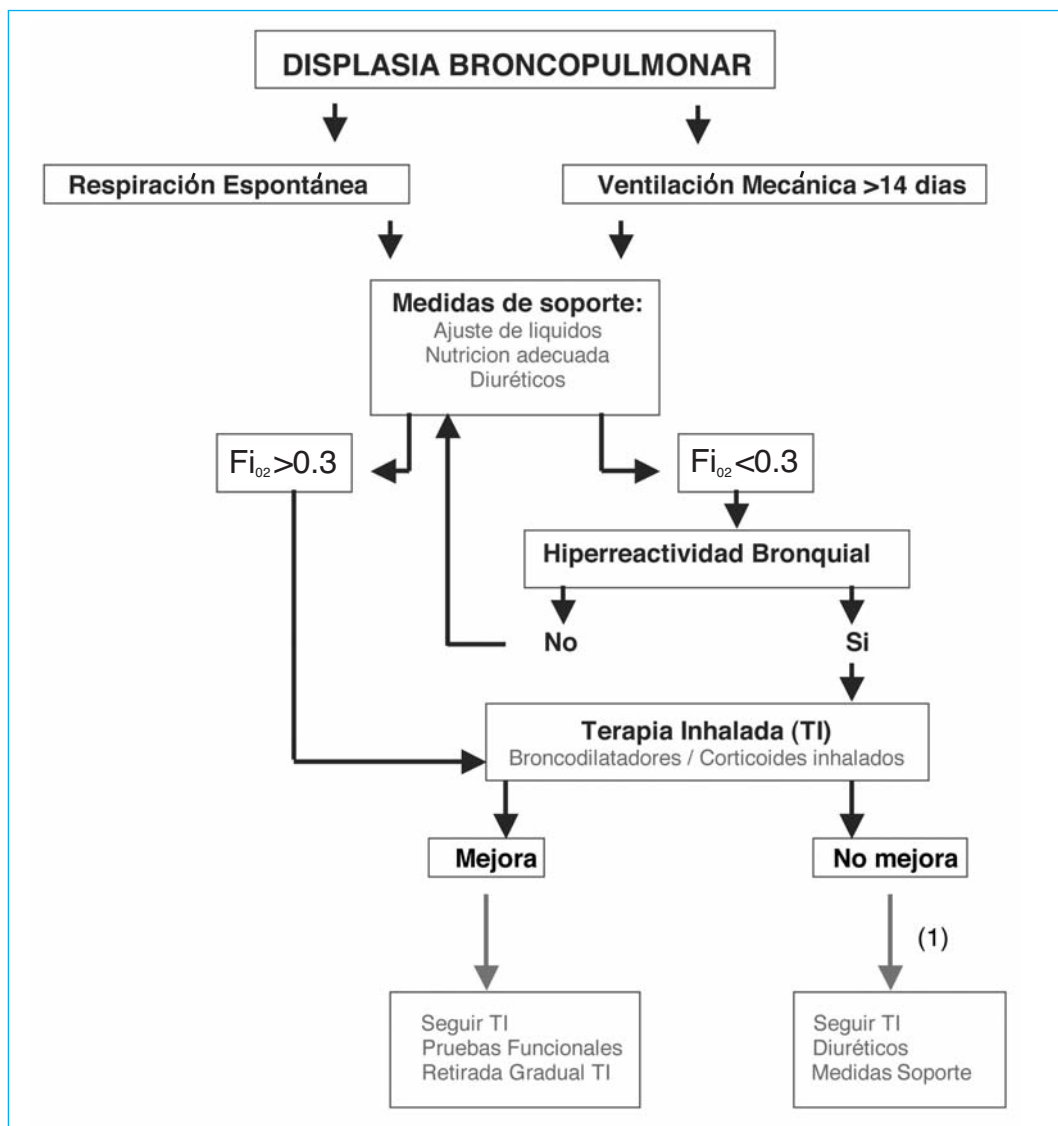 DISPLASIA BRONCOPULMONAR
Respiración Espontánea
Ventilación Mecánica >14 dias
Medidas de soporte:
Ajuste de liquidos
Nutricion adecuada
Diuréticos
Fi02 >0.3
Fi02 <0.3
Hiperreactividad Bronquial
No
Si
Terapia Inhalada (TI)
Broncodilatadores / Corticoides inhalados
Mejora
No mejora
(1)
Seguir TI
Pruebas Funcionales
Retirada Gradual TI
Seguir TI
Diuréticos
Medidas Soporte